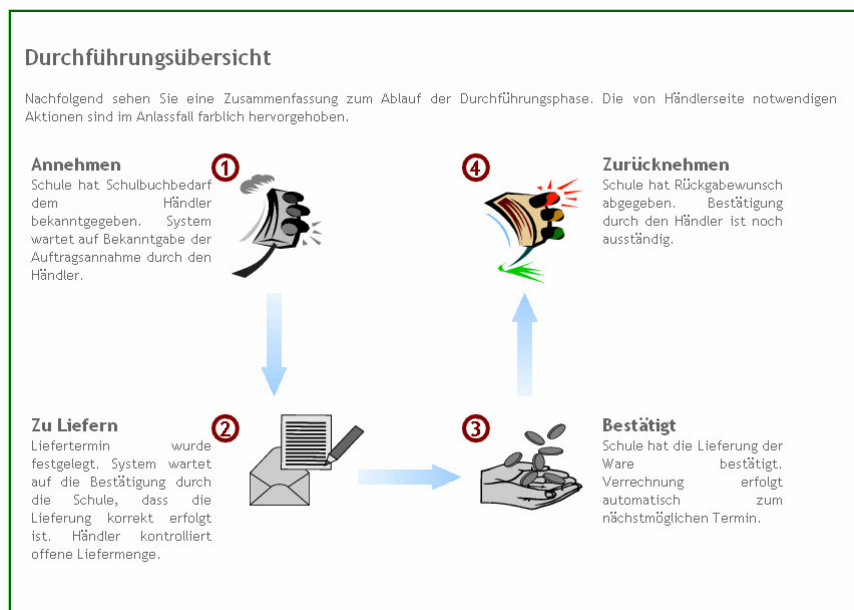 Durchführungsübersicht
Nachfolgend sehen Sie eine Zusammenfassung zum Ablauf der Durchführungsphase. Die von Händlerseite notwendigen
Aktionen sind im Anlassfall farblich hervorgehoben.
Annehmen
Schule hat Schulbuchbedarf
dem Händler
bekanntgegeben. System
wartet auf Bekanntgabe der
Auftragsannahme durch den
Händler.
1
4
Zurücknehmen
Schule hat Rückgabewunsch
abgegeben. Bestätigung
durch den Händler ist noch
ausständig.
Zu Liefern
Liefertermin wurde
festgelegt. System wartet
auf die Bestätigung durch
die Schule, dass die
Lieferung korrekt erfolgt
ist. Händler kontrolliert
offene Liefermenge.
2
3
Bestätigt
Schule hat die Lieferung der
Ware bestätigt.
Verrechnung erfolgt
automatisch zum
nächstmöglichen Termin.